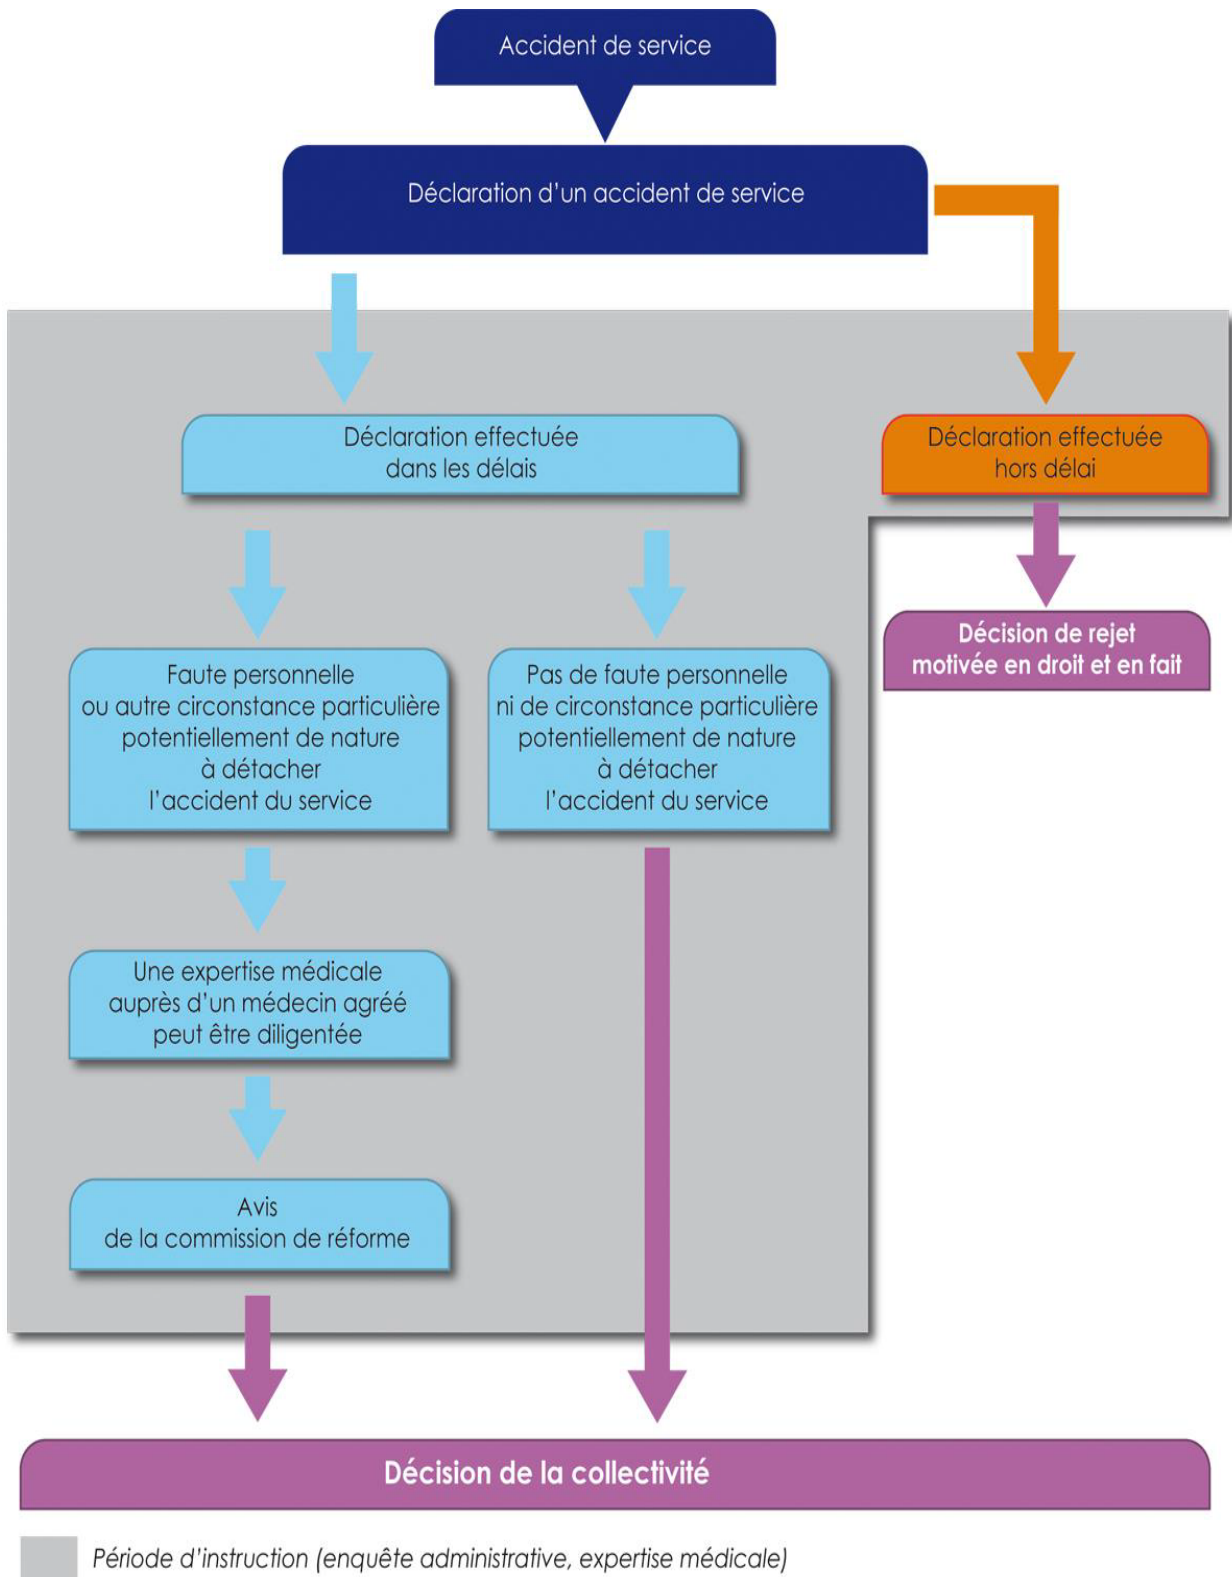 Accident de service
Déclaration d’un accident de service
Déclaration effectuée
dans les délais
Déclaration effectuée
hors délai
Décision de rejet
motivée en droit et en fait
Faute personnelle
ou autre circonstance particulière
potentiellement de nature
à détacher
l’accident du service
Pas de faute personnelle
ni de circonstance particulière
potentiellement de nature
à détacher
l’accident du service
Une expertise médicale
auprès d’un médecin agréé
peut être diligentée
Avis
de la commission de réforme
Décision de la collectivité
Période d’instruction (enquête administrative, expertise médicale)